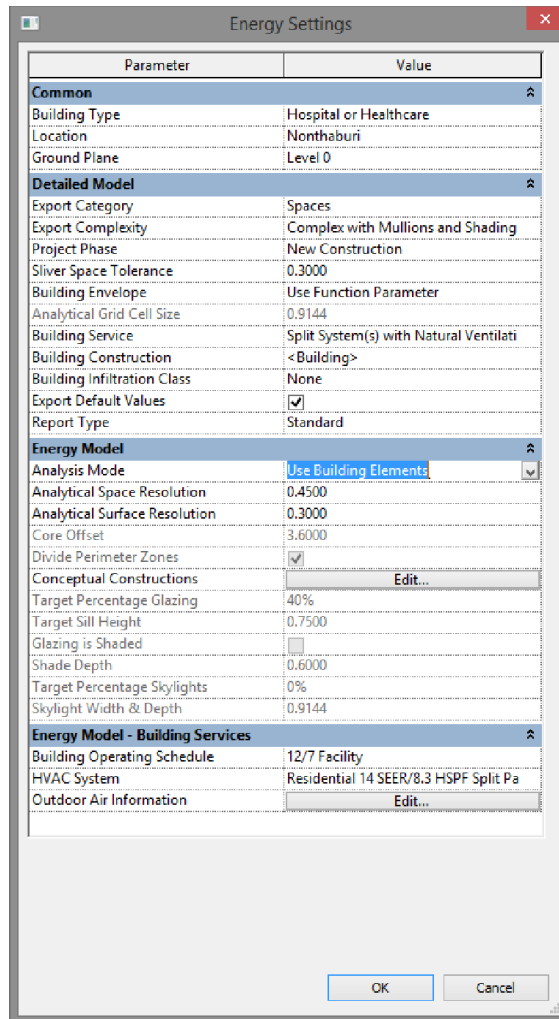 Energy Settings
Parameter Value
Common
Building Type Hospital or Healthcare
Location Nonthaburi
Ground Plane Level 0
Detailed Model
Export Category Spaces
Export Complexity Complex with Mullions and Shading
Project Phase New Construction
Sliver Space Tolerance 0.3000
Building Envelope Use Function Parameter
Analytical Grid Cell Size 0.9144
Building Service Split System(s) with Natural Ventilati
Building Construction <Building>
Building Infiltration Class None
Export Default Values
Report Type Standard
Energy Model
Analysis Mode Use Building Elements
Analytical Space Resolution 0.4500
Analytical Surface Resolution 0.3000
Core Offset 3.6000
Divide Perimeter Zones
Conceptual Constructions Edit...
Target Percentage Glazing 40%
Target Sill Height 0.7500
Glazing is Shaded
Shade Depth 0.6000
Target Percentage Skylights 0%
Skylight Width & Depth 0.9144
Energy Model - Building Services
Building Operating Schedule 12/7 Facility
HVAC System Residential 14 SEER/8.3 HSPF Split Pa
Outdoor Air Information Edit...
OK Cancel